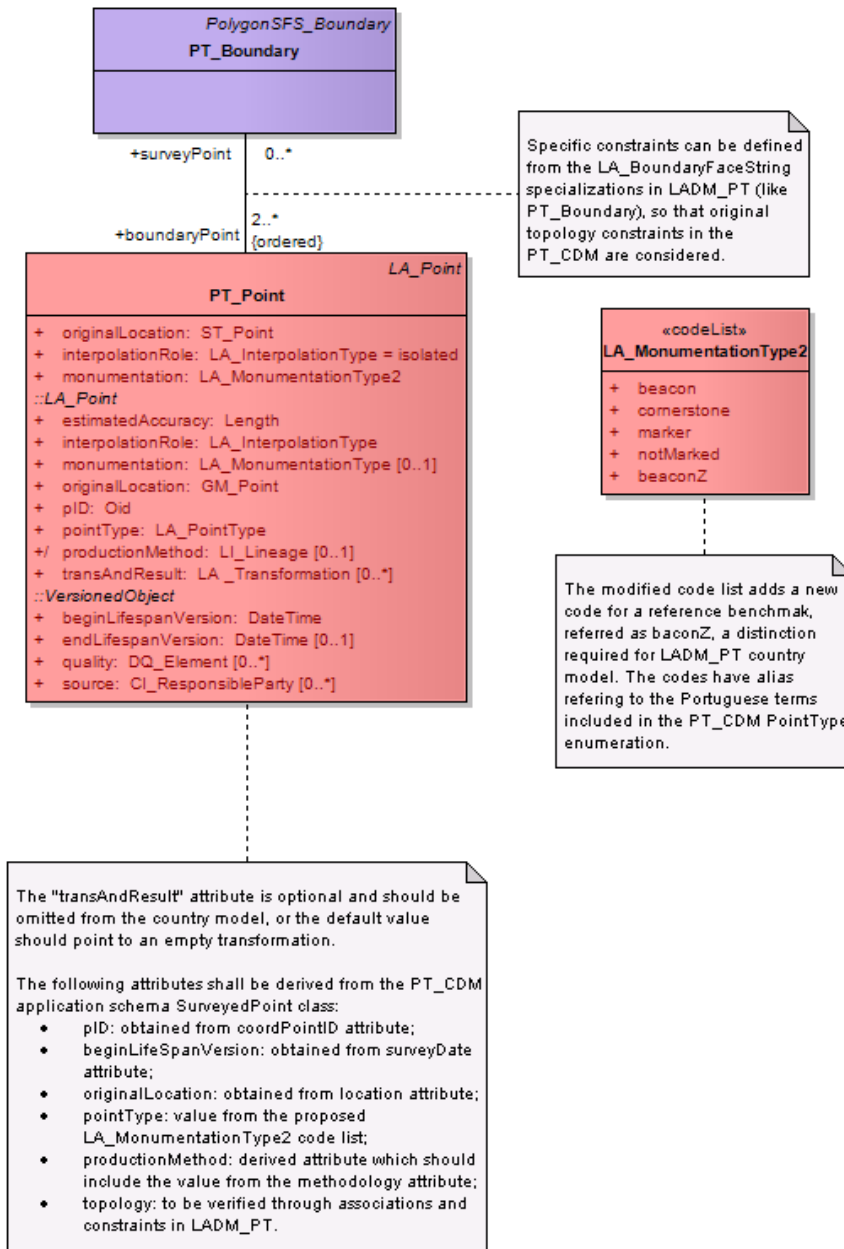 PolygonSFS_Boundary
PT_Boundary
+surveyPoint 0..*
Specific constraints can be defined
from the LA_BoundaryFaceString
specializations in LADM_PT (like
PT_Boundary), so that original
topology constraints in the
PT_CDM are considered.
2..*
+boundaryPoint
{ordered}
LA_Point
PT_Point
+ originalLocation: ST_Point
+ interpolationRole: LA_InterpolationType = isolated
+ monumentation: LA_MonumentationType2
::LA_Point
+ estimatedAccuracy: Length
+ interpolationRole: LA_InterpolationType
+ monumentation: LA_MonumentationType [0..1]
+ originalLocation: GM_Point
+ pID: Oid
+ pointType: LA_PointType
+/ productionMethod: LI_Lineage [0..1]
+ transAndResult: LA _Transformation [0..*]
::VersionedObject
+ beginLifespanVersion: DateTime
+ endLifespanVersion: DateTime [0..1]
+ quality: DQ_Element [0..*]
+ source: CI_ResponsibleParty [0..*]
«codeList»
LA_MonumentationType2
+ beacon
+ cornerstone
+ marker
+ notMarked
+ beaconZ
The modified code list adds a new
code for a reference benchmak,
referred as baconZ, a distinction
required for LADM_PT country
model. The codes have alias
refering to the Portuguese terms
included in the PT_CDM PointType
enumeration.
The "transAndResult" attribute is optional and should be
omitted from the country model, or the default value
should point to an empty transformation.
The following attributes shall be derived from the PT_CDM
application schema SurveyedPoint class:
• pID: obtained from coordPointID attribute;
• beginLifeSpanVersion: obtained from surveyDate
attribute;
• originalLocation: obtained from location attribute;
• pointType: value from the proposed
LA_MonumentationType2 code list;
• productionMethod: derived attribute which should
include the value from the methodology attribute;
• topology: to be verified through associations and
constraints in LADM_PT.